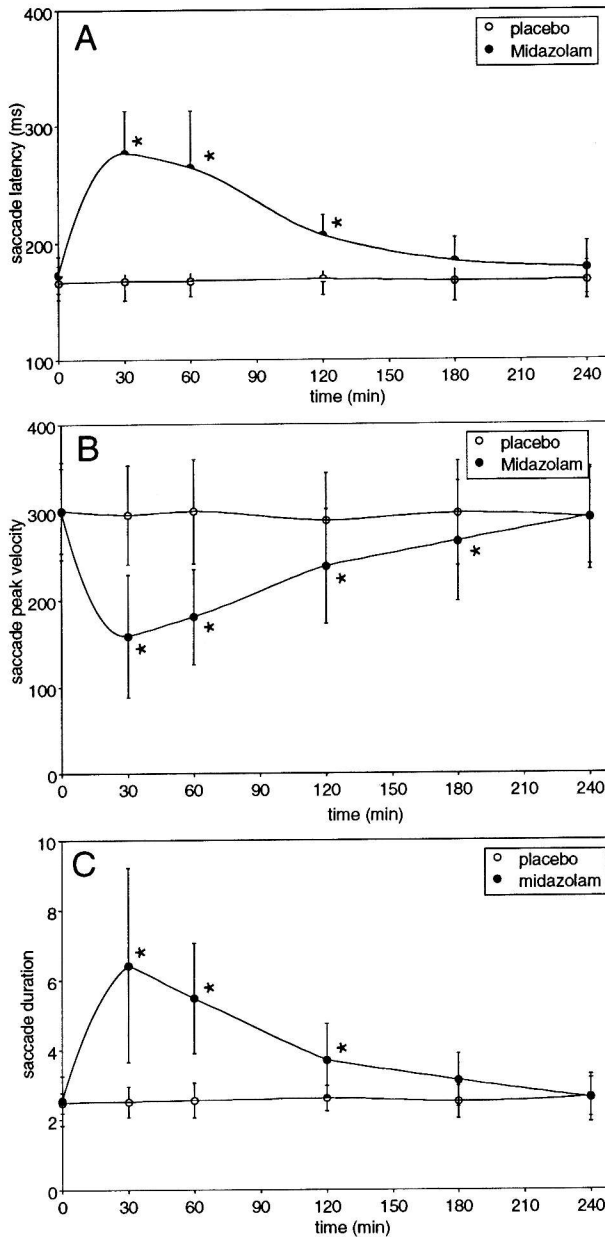 A
placebo
Midazolam
400
300
200
100
saccade latency (ms)
*
*
*
0 30 60 90 120 150 180 210 240
time (min)
B
placebo
Midazolam
400
300
200
100
0
saccade peak velocity
*
*
*
*
0 30 60 90 120 150 180 210 240
time (min)
C
placebo
midazolam
10
8
6
4
2
0
saccade duration
*
*
*
0 30 60 90 120 150 180 210 240
time (min)